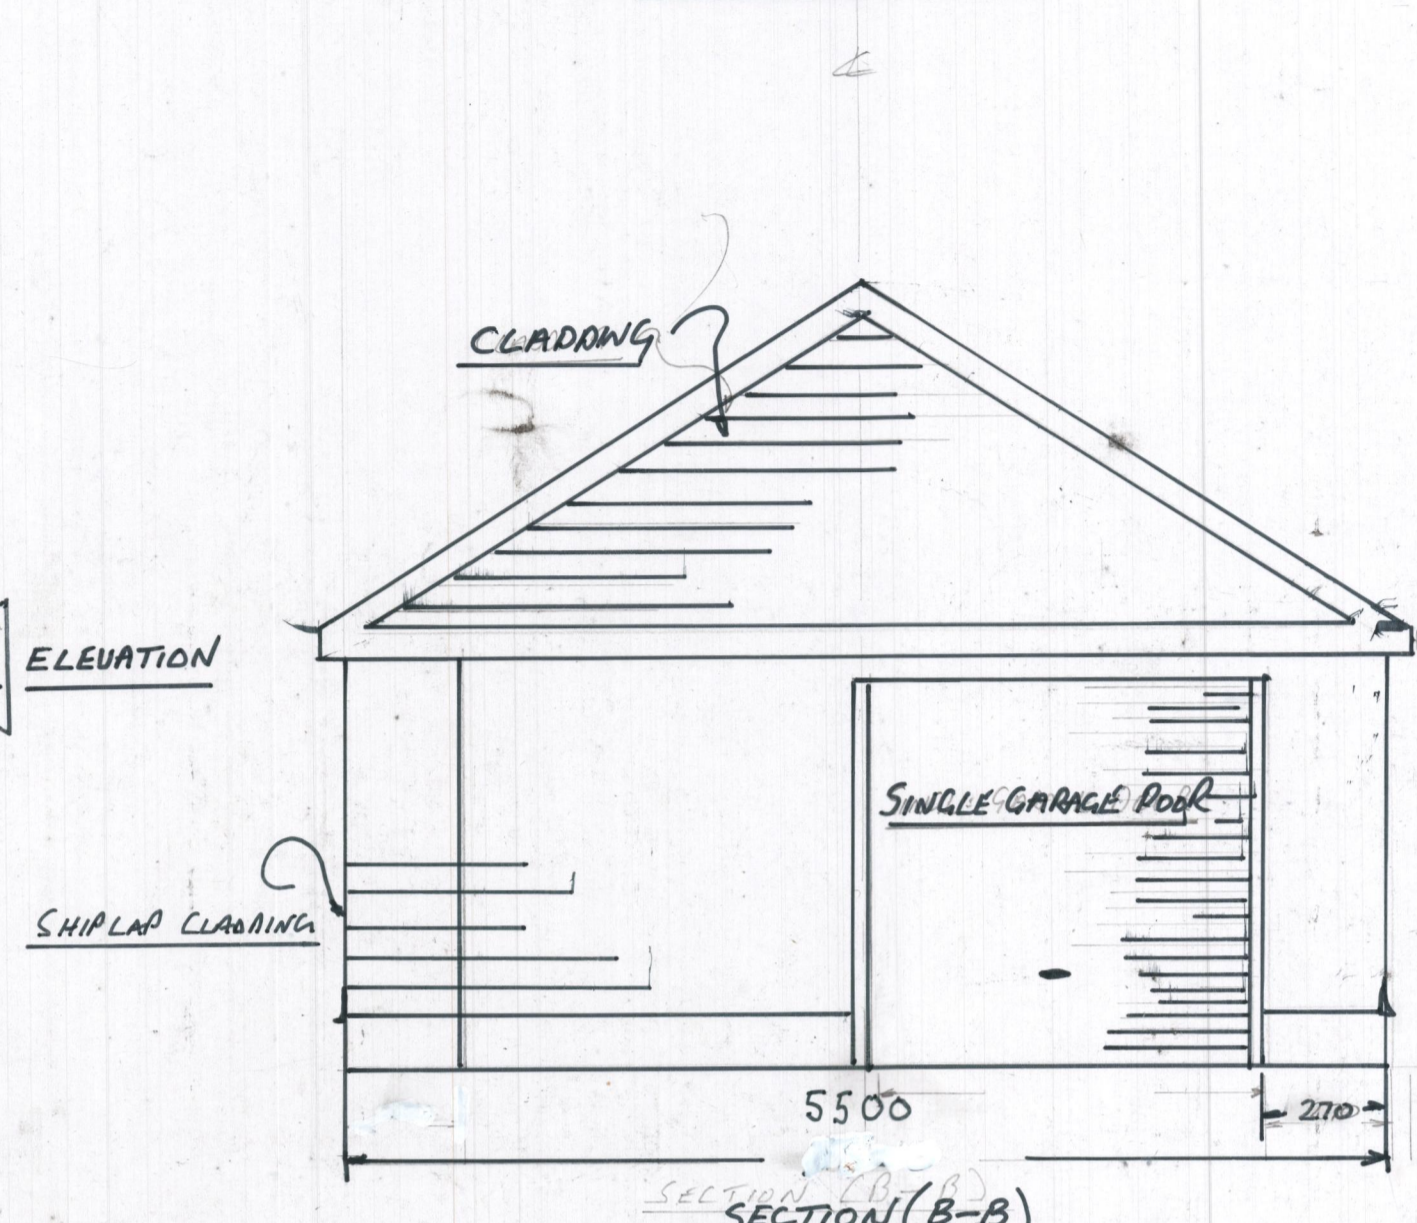 CLADDING
ELEVATION
SINGLE GARAGE DOOR
SHIPLAP CLADDING
5500
270
SECTION (B-B)
SECTION (B-B)